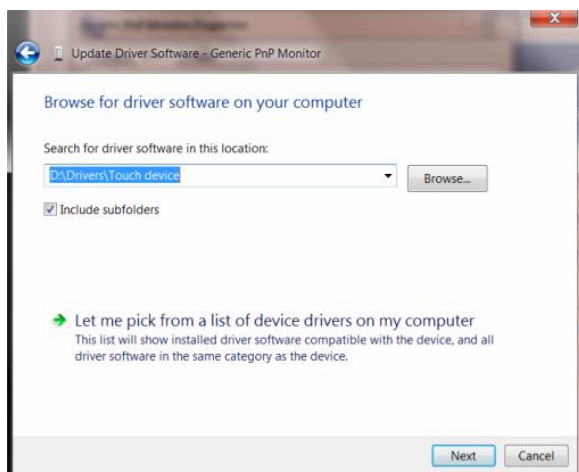 Update Driver Software - Generic PnP Monitor
Browse for driver software on your computer
Search for driver software in this location:
D:\Drivers\Touch device
Browse...
Include subfolders
Let me pick from a list of device drivers on my computer
This list will show installed driver software compatible with the device, and all
driver software in the same category as the device.
Next
Cancel